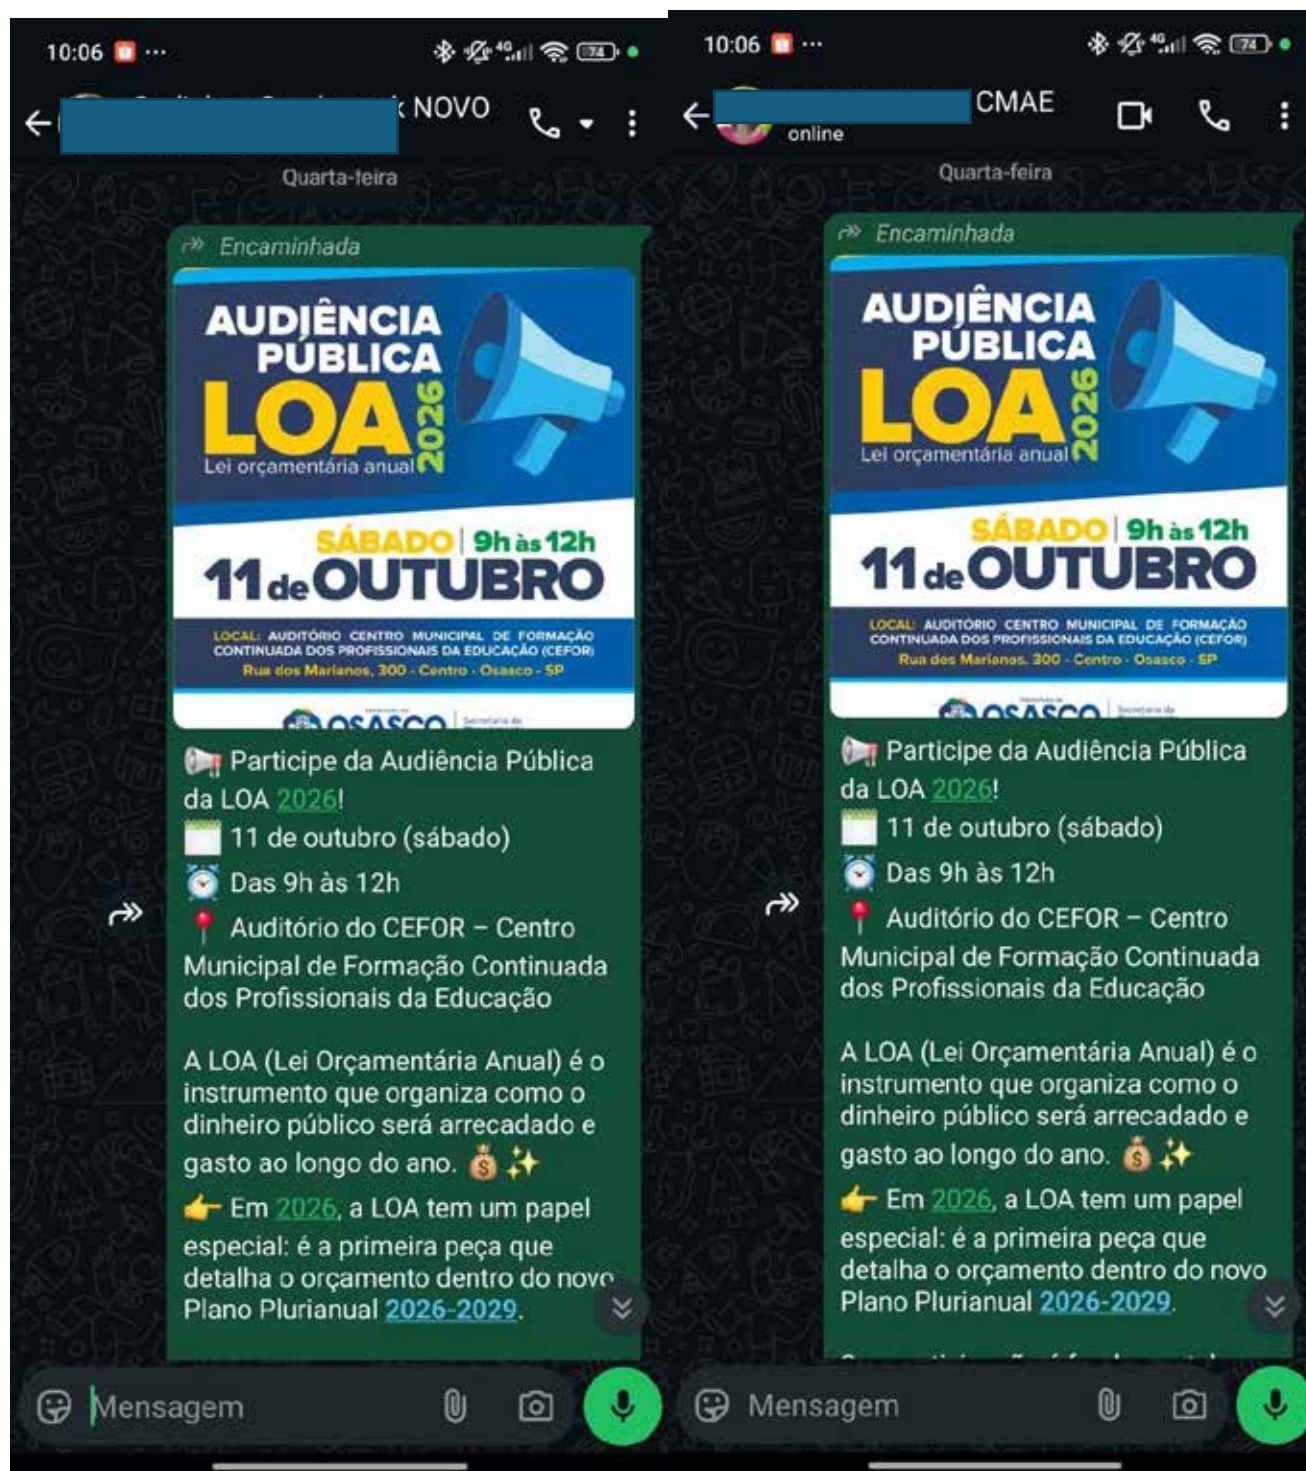 10:06
4G
74
NOVO
Quarta-feira
Encaminhada
AUDIÊNCIA
PÚBLICA
LOA
2026
Lei orçamentária anual
SÁBADO | 9h às 12h
11 de OUTUBRO
LOCAL: AUDITÓRIO CENTRO MUNICIPAL DE FORMAÇÃO
CONTINUADA DOS PROFISSIONAIS DA EDUCAÇÃO (CEFOR)
Rua dos Marianos, 300 - Centro - Osasco - SP
OSASCO
Secretaria de
Participe da Audiência Pública
da LOA 2026!
11 de outubro (sábado)
Das 9h às 12h
Auditório do CEFOR – Centro
Municipal de Formação Continuada
dos Profissionais da Educação
A LOA (Lei Orçamentária Anual) é o
instrumento que organiza como o
dinheiro público será arrecadado e
gasto ao longo do ano.
Em 2026, a LOA tem um papel
especial: é a primeira peça que
detalha o orçamento dentro do novo
Plano Plurianual 2026-2029.
Mensagem
10:06
4G
74
CMAE
online
Quarta-feira
Encaminhada
AUDIÊNCIA
PÚBLICA
LOA
2026
Lei orçamentária anual
SÁBADO | 9h às 12h
11 de OUTUBRO
LOCAL: AUDITÓRIO CENTRO MUNICIPAL DE FORMAÇÃO
CONTINUADA DOS PROFISSIONAIS DA EDUCAÇÃO (CEFOR)
Rua dos Marianos, 300 - Centro - Osasco - SP
OSASCO
Secretaria de
Participe da Audiência Pública
da LOA 2026!
11 de outubro (sábado)
Das 9h às 12h
Auditório do CEFOR – Centro
Municipal de Formação Continuada
dos Profissionais da Educação
A LOA (Lei Orçamentária Anual) é o
instrumento que organiza como o
dinheiro público será arrecadado e
gasto ao longo do ano.
Em 2026, a LOA tem um papel
especial: é a primeira peça que
detalha o orçamento dentro do novo
Plano Plurianual 2026-2029.
Mensagem